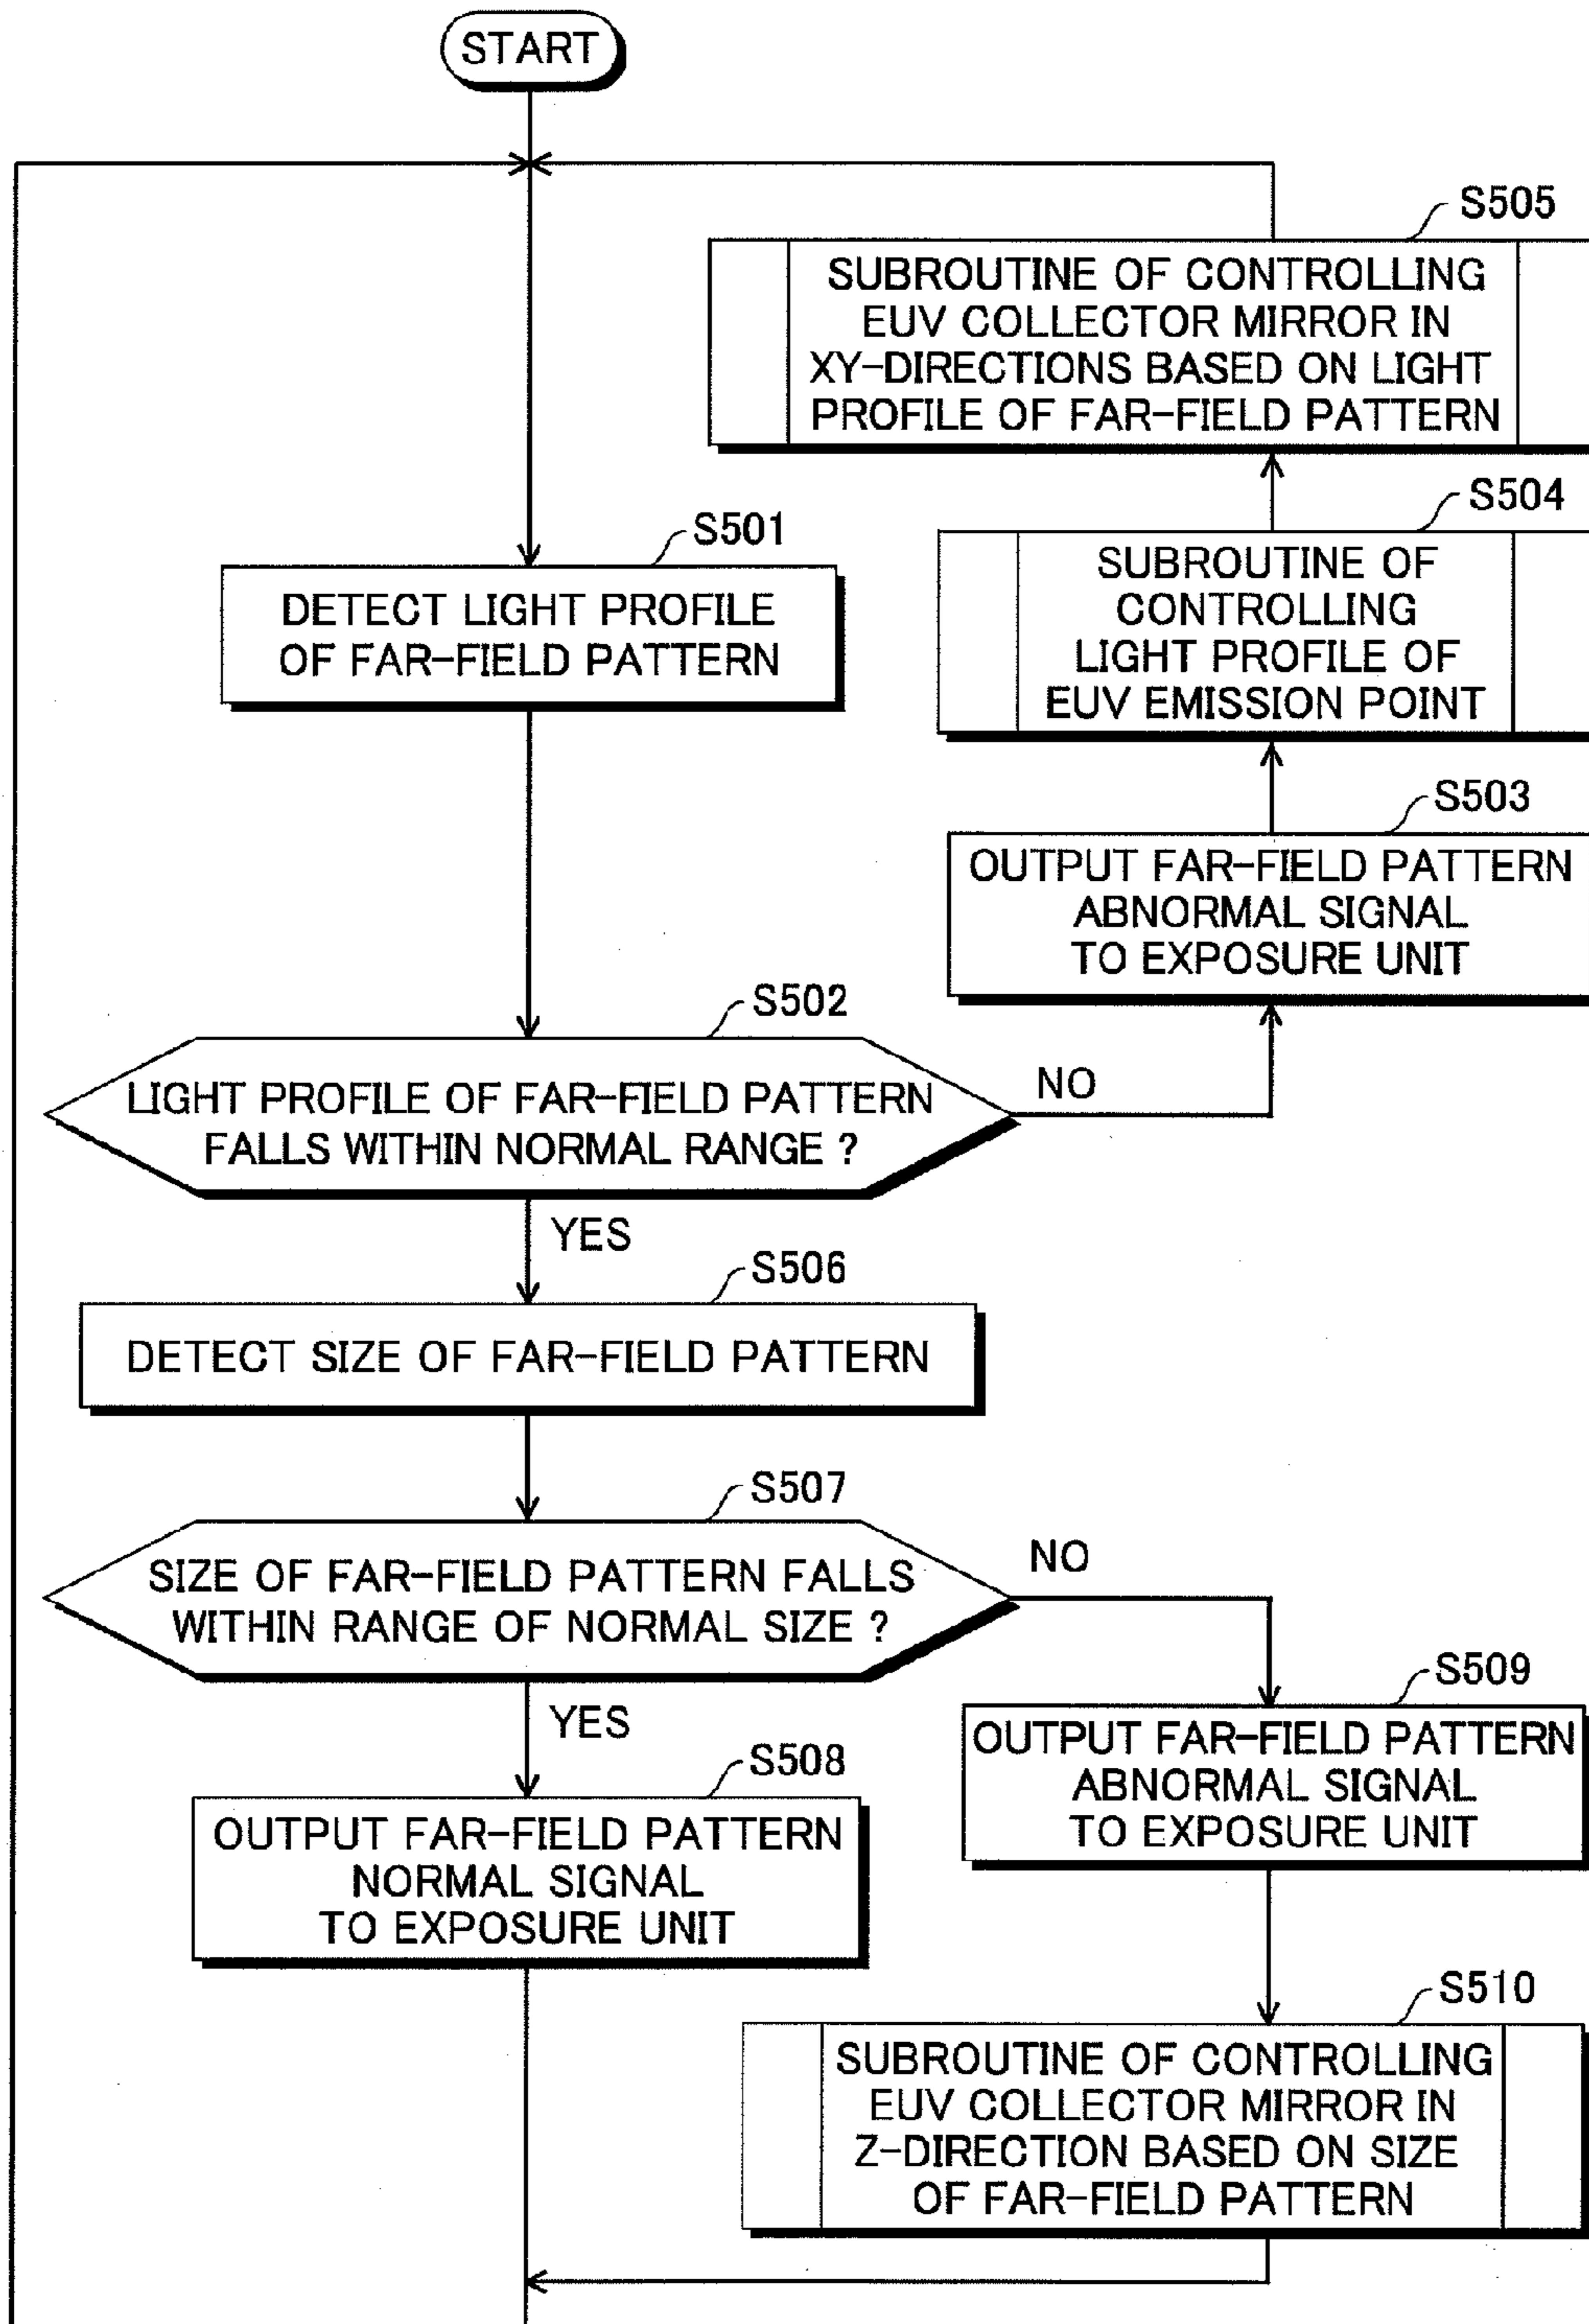 START
S505
SUBROUTINE OF CONTROLLING
EUV COLLECTOR MIRROR IN
XY-DIRECTIONS BASED ON LIGHT
PROFILE OF FAR-FIELD PATTERN
S504
SUBROUTINE OF
CONTROLLING
LIGHT PROFILE OF
EUV EMISSION POINT
S501
DETECT LIGHT PROFILE
OF FAR-FIELD PATTERN
S503
OUTPUT FAR-FIELD PATTERN
ABNORMAL SIGNAL
TO EXPOSURE UNIT
S502
LIGHT PROFILE OF FAR-FIELD PATTERN
FALLS WITHIN NORMAL RANGE ?
NO
YES
S506
DETECT SIZE OF FAR-FIELD PATTERN
S507
SIZE OF FAR-FIELD PATTERN FALLS
WITHIN RANGE OF NORMAL SIZE ?
NO
YES
S509
OUTPUT FAR-FIELD PATTERN
ABNORMAL SIGNAL
TO EXPOSURE UNIT
S508
OUTPUT FAR-FIELD PATTERN
NORMAL SIGNAL
TO EXPOSURE UNIT
S510
SUBROUTINE OF CONTROLLING
EUV COLLECTOR MIRROR IN
Z-DIRECTION BASED ON SIZE
OF FAR-FIELD PATTERN